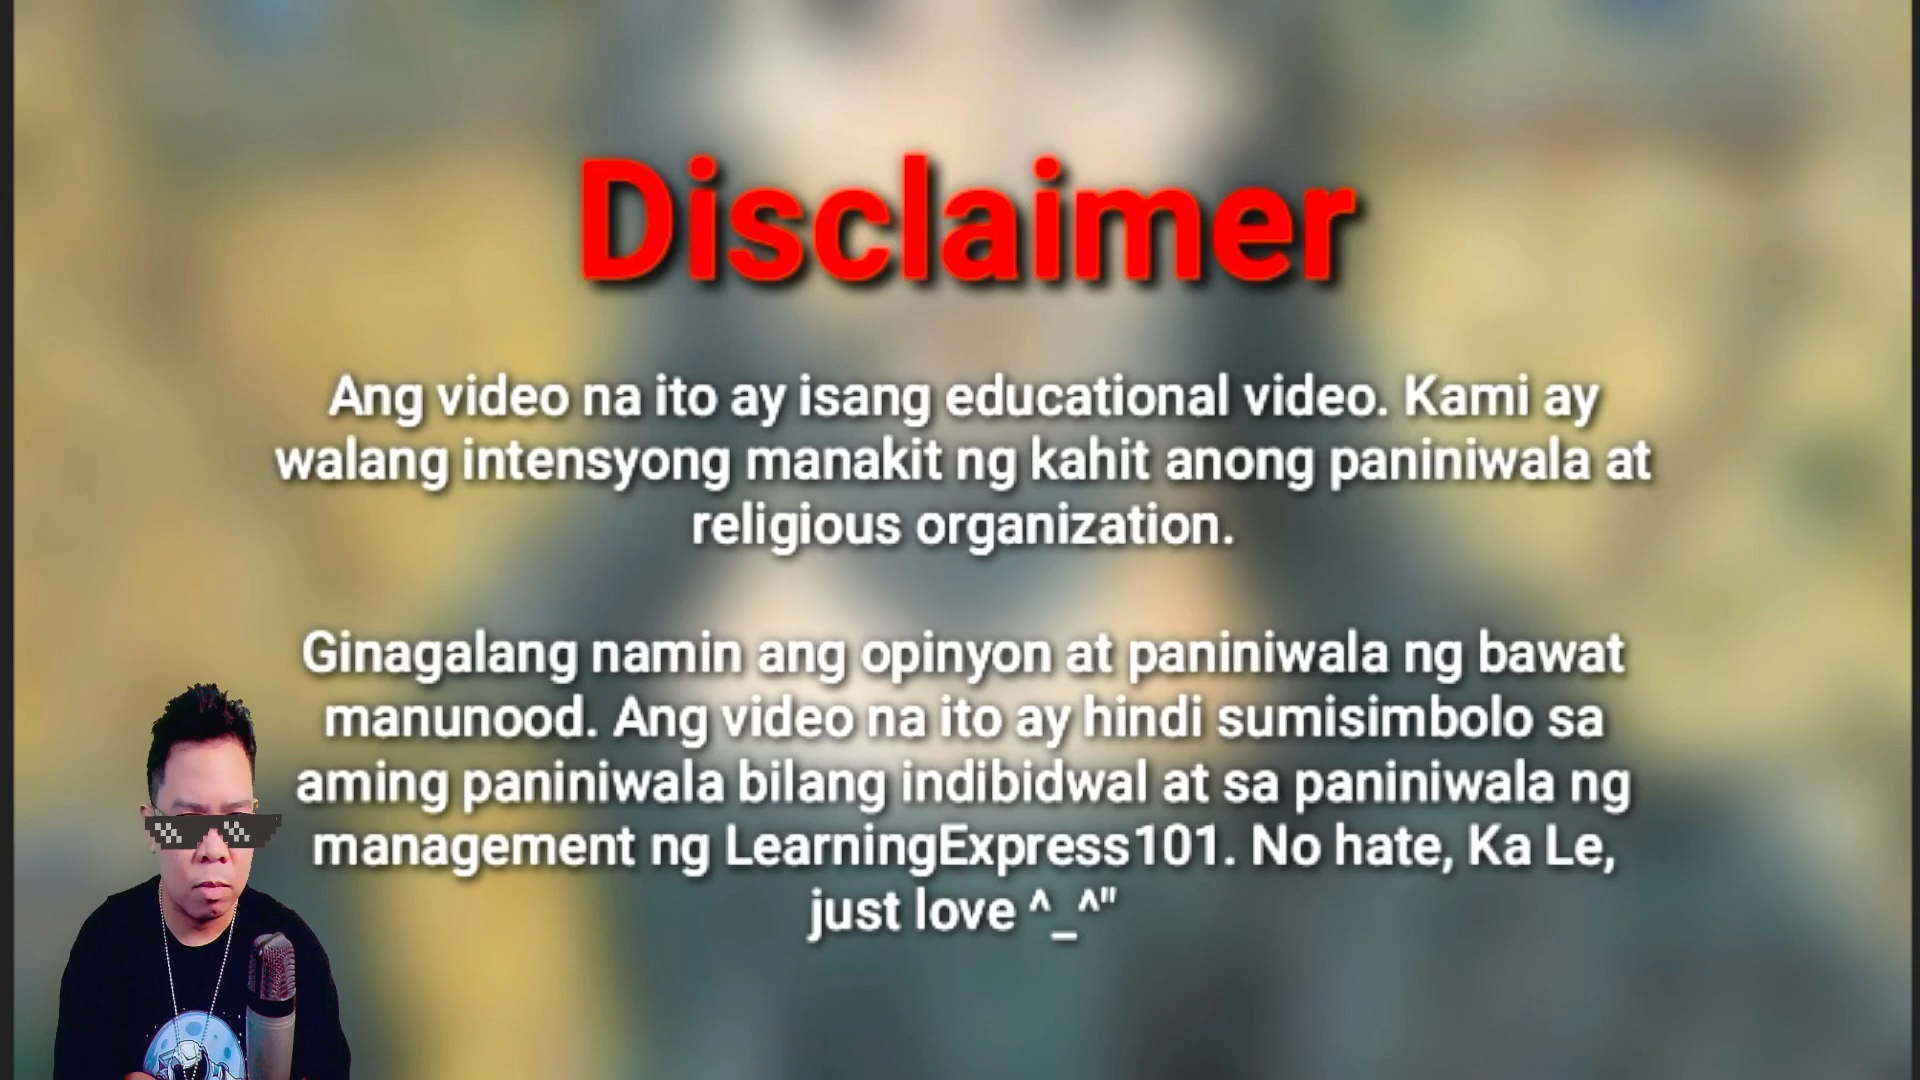 Disclaimer
Ang video na ito ay isang educational video. Kami ay
walang intensyong manakit ng kahit anong paniniwala at
religious organization.
Ginagalang namin ang opinyon at paniniwala ng bawat
manunood. Ang video na ito ay hindi sumisimbolo sa
aming paniniwala bilang indibidwal at sa paniniwala ng
management ng LearningExpress101. No hate, Ka Le,
just love ^_^"